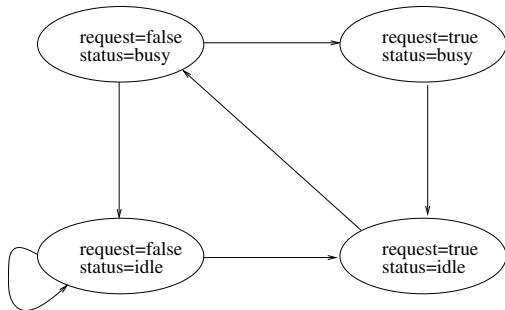 request=false
status=busy
request=true
status=busy
request=false
status=idle
request=true
status=idle